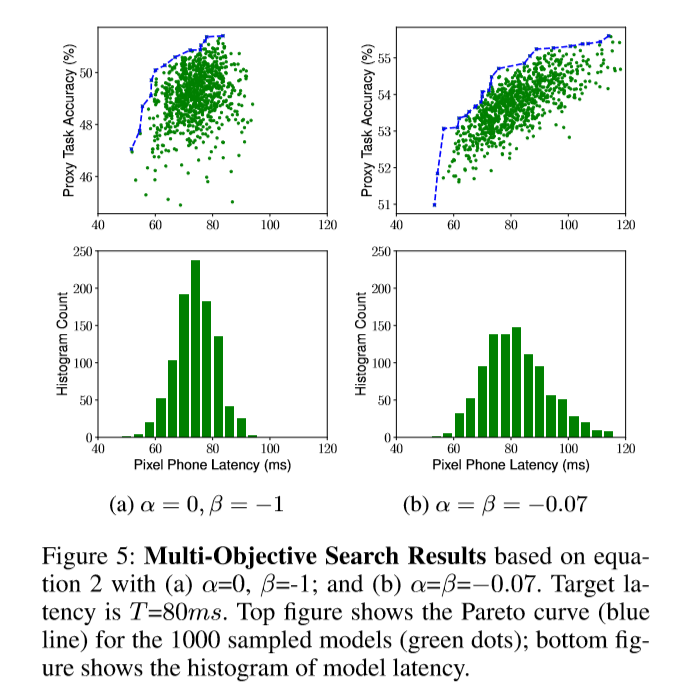 Proxy Task Accuracy (%)
50
48
46
40 60 80 100 120
Proxy Task Accuracy (%)
55
54
53
52
51
40 60 80 100 120
Histogram Count
250
200
150
100
50
0
40 60 80 100 120
Pixel Phone Latency (ms)
Histogram Count
250
200
150
100
50
0
40 60 80 100 120
Pixel Phone Latency (ms)
(a) α = 0, β = −1
(b) α = β = −0.07
Figure 5: Multi-Objective Search Results based on equa-
tion 2 with (a) α=0, β=-1; and (b) α=β=−0.07. Target la-
tency is T=80ms. Top figure shows the Pareto curve (blue
line) for the 1000 sampled models (green dots); bottom fig-
ure shows the histogram of model latency.